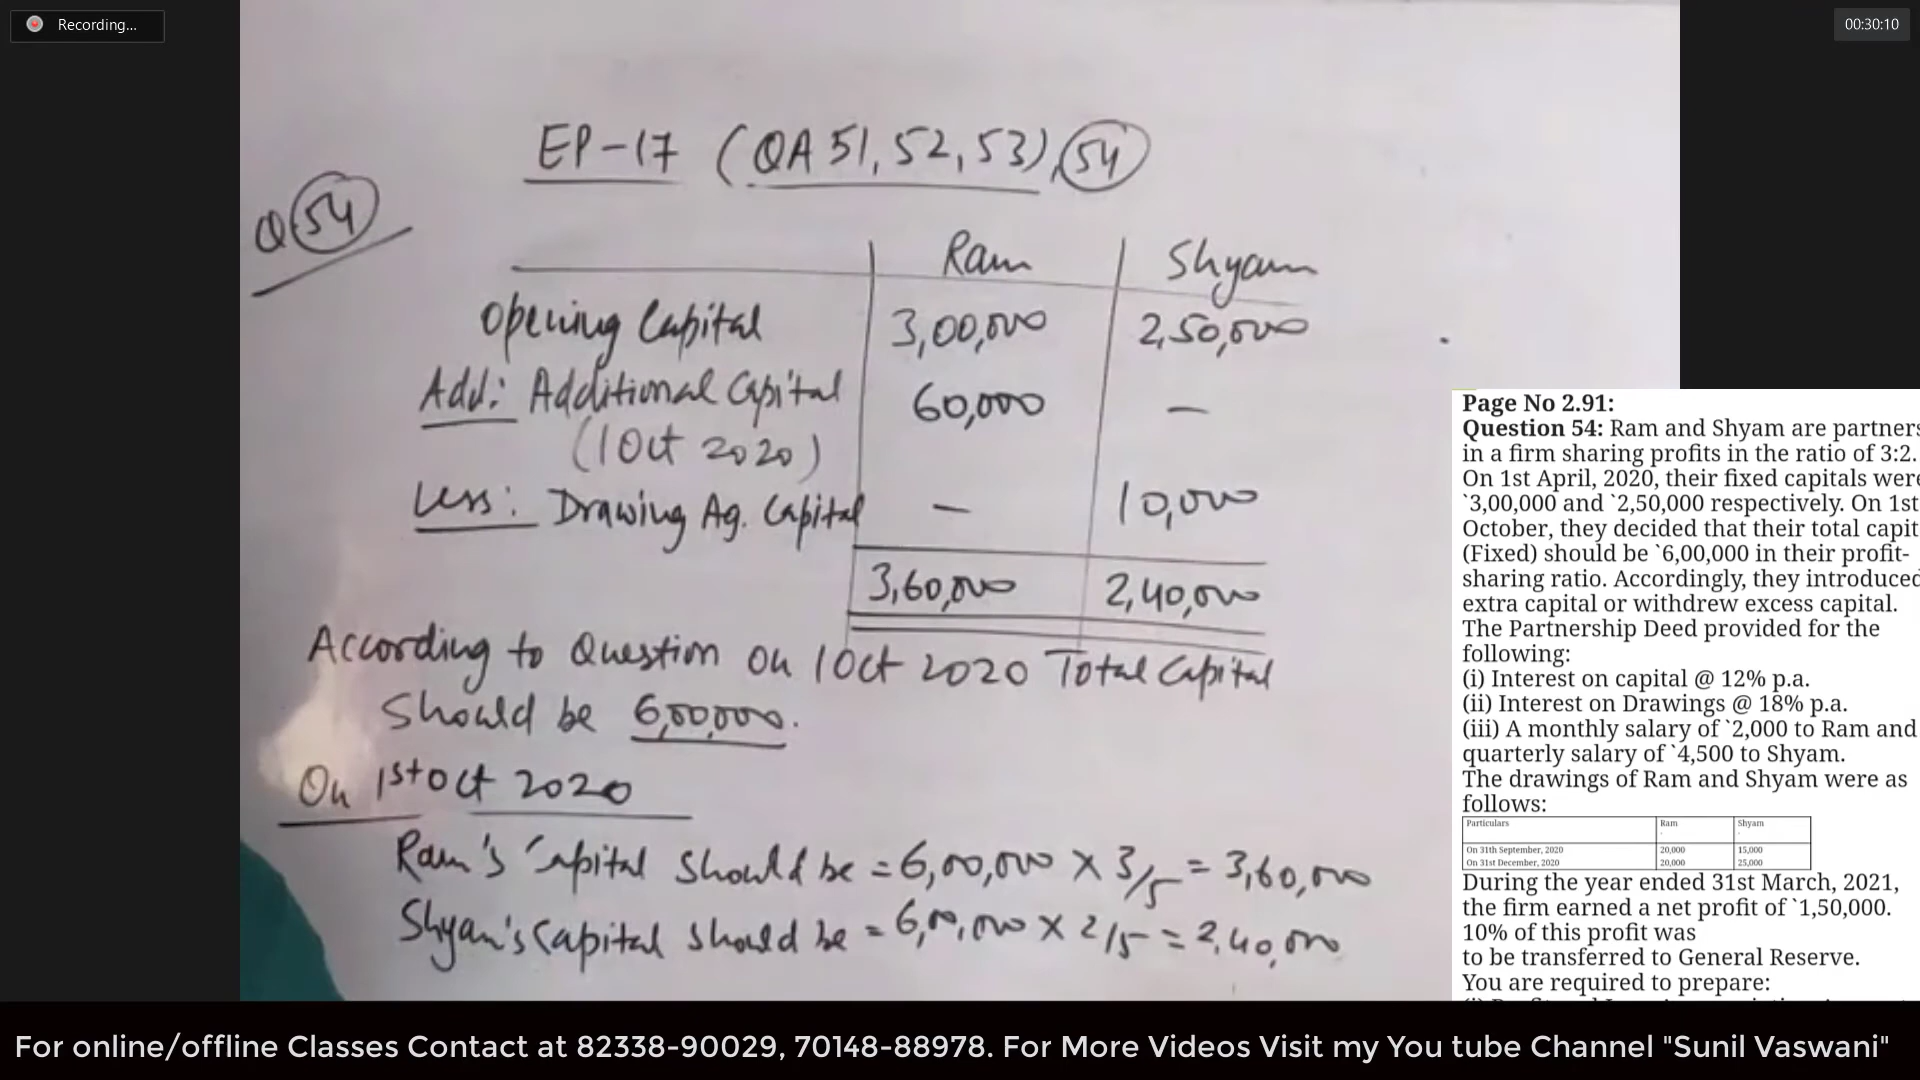 Recording...
00:30:10
EP-17 (QA 51, 52, 53), 54
Q 54
Ram Shyam
Opening Capital 3,00,000 2,50,000
Add: Additional Capital 60,000 —
(1 Oct 2020)
Less: Drawing Ag. Capital — 10,000
3,60,000 2,40,000
According to Question on 1 Oct 2020 Total Capital
Should be 6,00,000.
On 1st Oct 2020
Ram's Capital Should be = 6,00,000 X 3/5 = 3,60,000
Shyam's Capital Should be = 6,00,000 X 2/5 = 2,40,000
Page No 2.91:
Question 54: Ram and Shyam are partners
in a firm sharing profits in the ratio of 3:2.
On 1st April, 2020, their fixed capitals were
`3,00,000 and `2,50,000 respectively. On 1st
October, they decided that their total capit
(Fixed) should be `6,00,000 in their profit-
sharing ratio. Accordingly, they introduced
extra capital or withdrew excess capital.
The Partnership Deed provided for the
following:
(i) Interest on capital @ 12% p.a.
(ii) Interest on Drawings @ 18% p.a.
(iii) A monthly salary of `2,000 to Ram and
quarterly salary of `4,500 to Shyam.
The drawings of Ram and Shyam were as
follows:
Particulars Ram Shyam
On 31th September, 2020 20,000 15,000
On 31st December, 2020 20,000 25,000
During the year ended 31st March, 2021,
the firm earned a net profit of `1,50,000.
10% of this profit was
to be transferred to General Reserve.
You are required to prepare:
For online/offline Classes Contact at 82338-90029, 70148-88978. For More Videos Visit my You tube Channel "Sunil Vaswani"